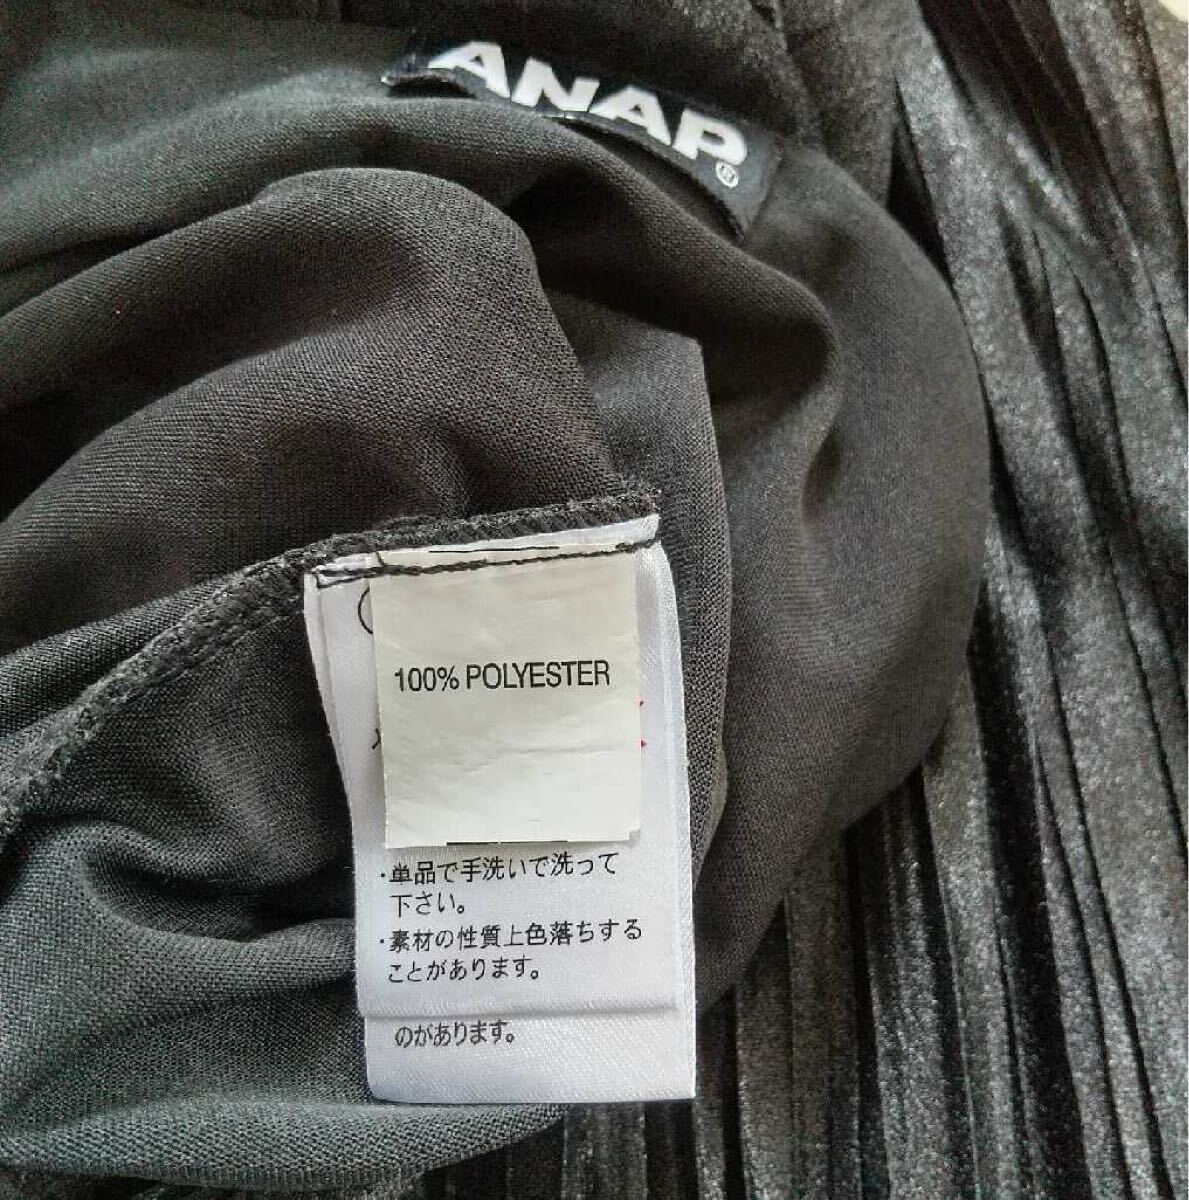 ANAP®
100% POLYESTER
・単品で手洗いで洗って
下さい。
・素材の性質上色落ちする
ことがあります。
のがあります。